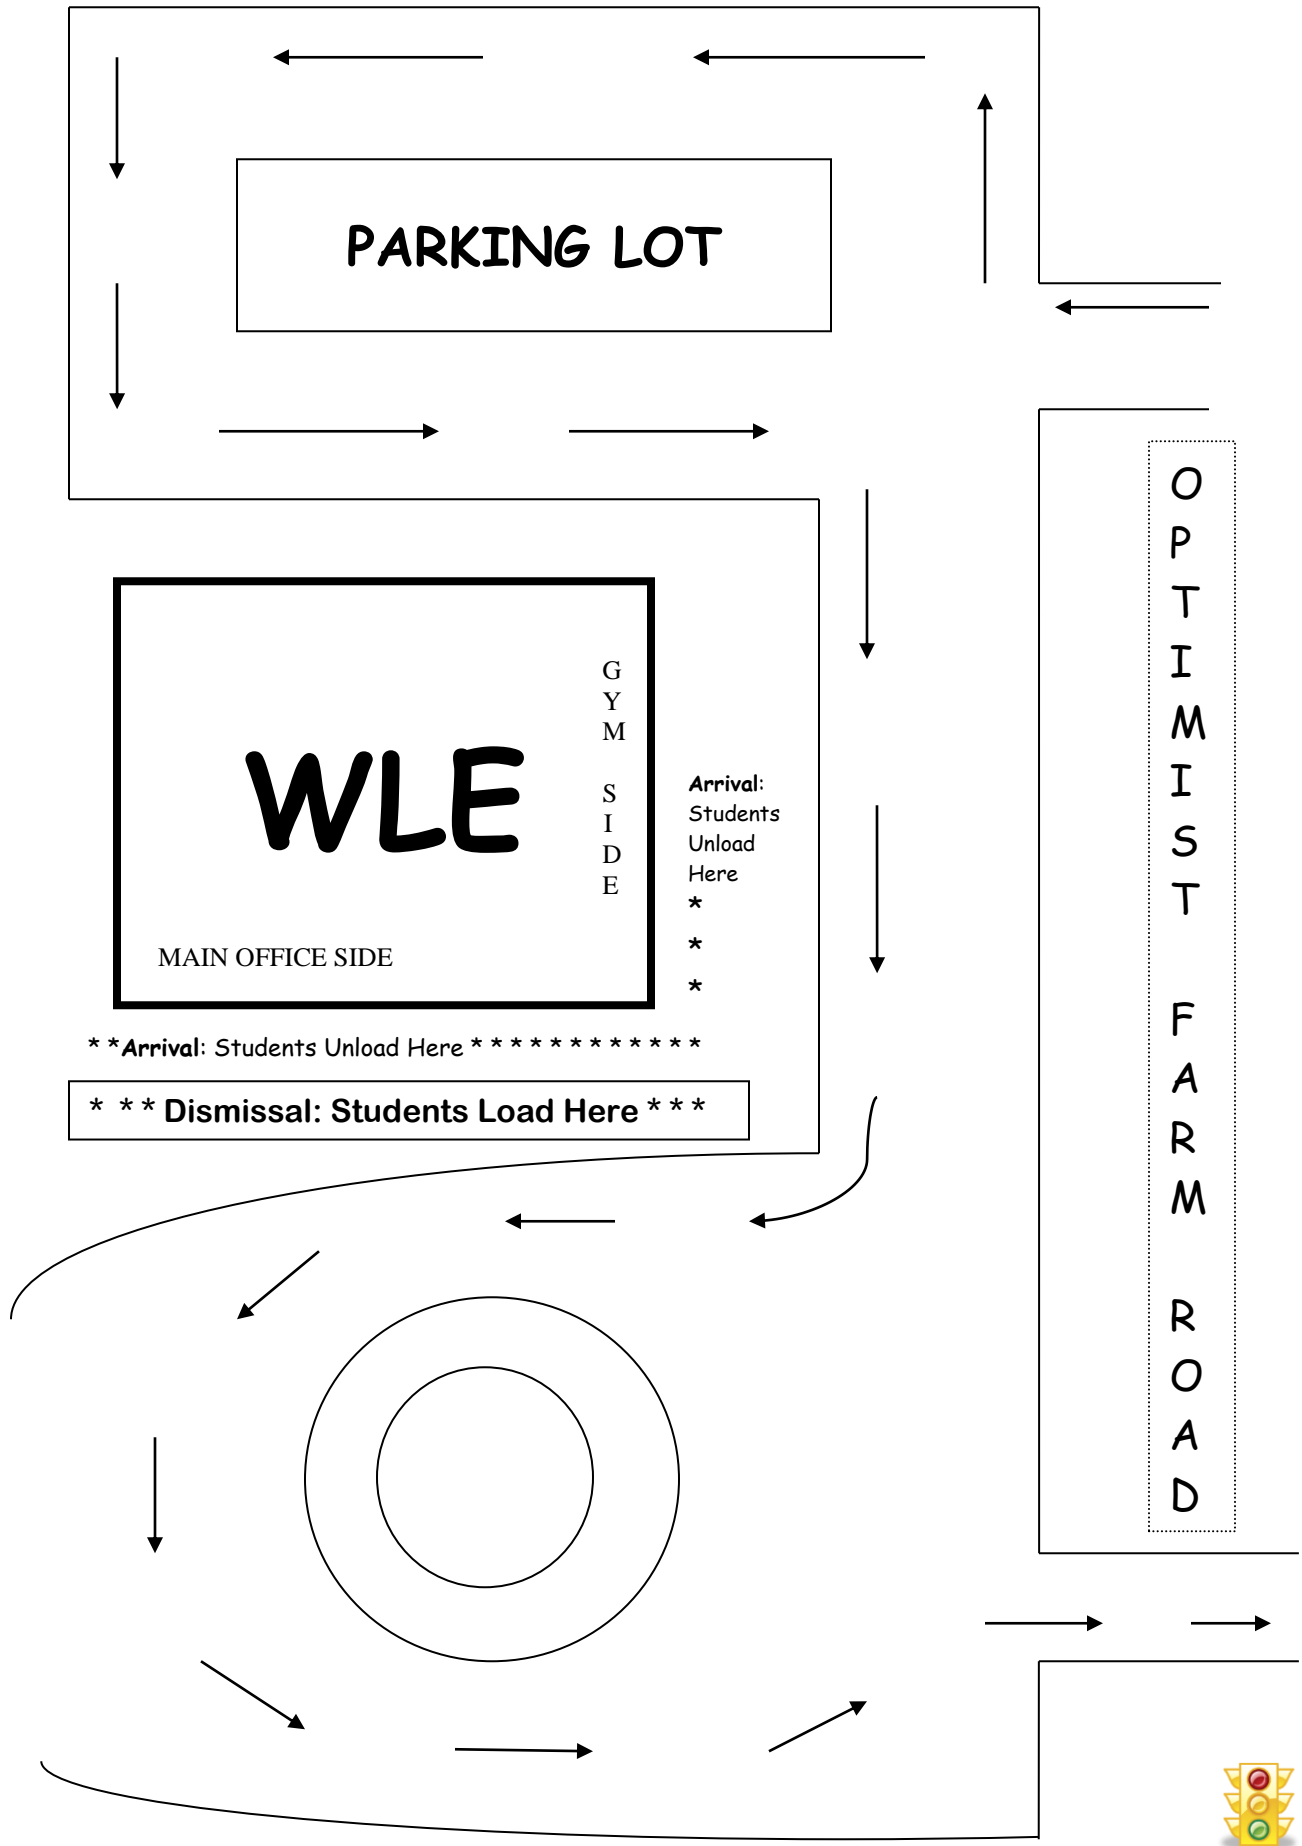 PARKING LOT
OPTIMIST FARM ROAD
GYM SIDE
WLE
Arrival:
Students
Unload
Here
*
*
*
MAIN OFFICE SIDE
* *Arrival: Students Unload Here * * * * * * * * * * * *
* * * Dismissal: Students Load Here * * *